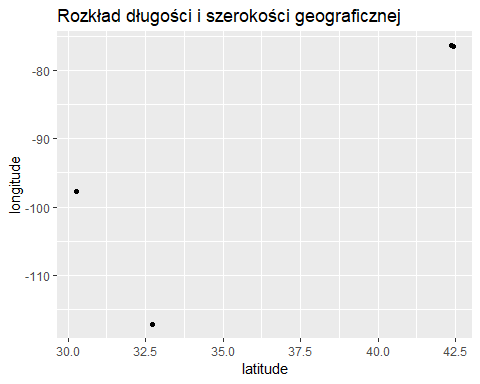 Rozkład długości i szerokości geograficznej
-80
-90
-100
-110
longitude
30.0 32.5 35.0 37.5 40.0 42.5
latitude